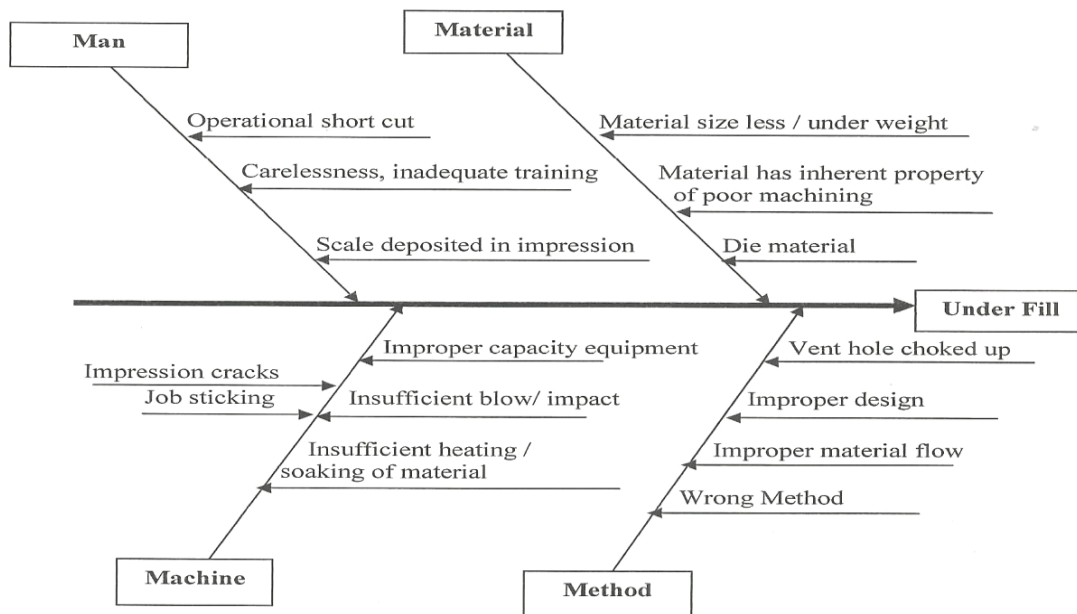 Man
Material
Operational short cut
Carelessness, inadequate training
Scale deposited in impression
Material size less / under weight
Material has inherent property
of poor machining
Die material
Under Fill
Improper capacity equipment
Impression cracks
Job sticking
Insufficient blow/ impact
Insufficient heating /
soaking of material
Machine
Vent hole choked up
Improper design
Improper material flow
Wrong Method
Method